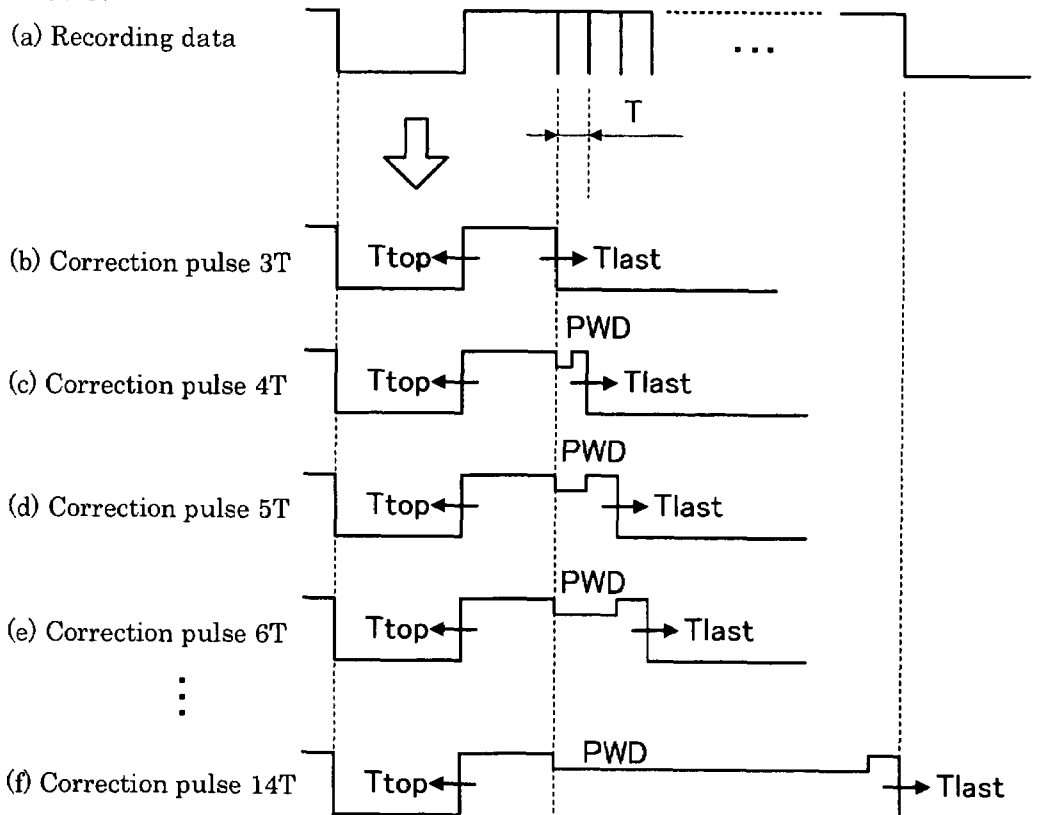 (a) Recording data
T
(b) Correction pulse 3T
Ttop
Tlast
PWD
(c) Correction pulse 4T
Ttop
Tlast
PWD
(d) Correction pulse 5T
Ttop
Tlast
PWD
(e) Correction pulse 6T
Ttop
Tlast
PWD
(f) Correction pulse 14T
Ttop
Tlast